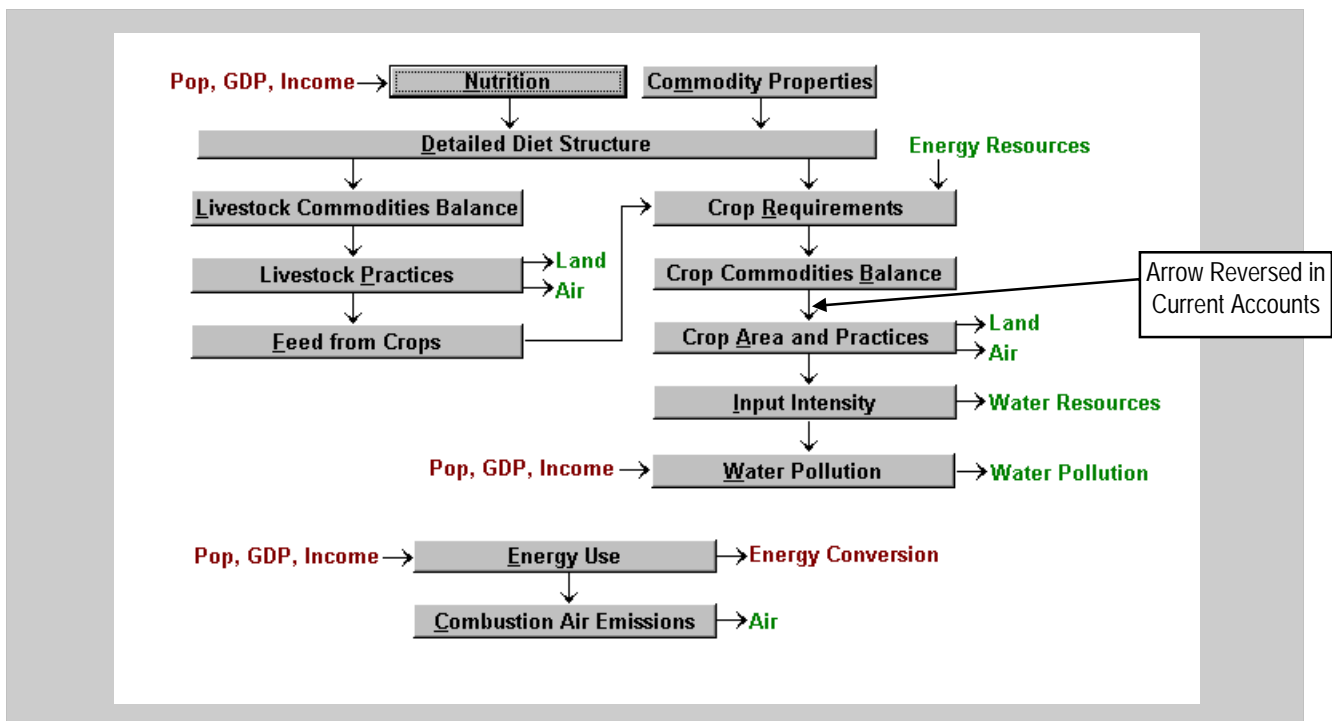 Pop, GDP, Income
Nutrition
Commodity Properties
Detailed Diet Structure
Energy Resources
Livestock Commodities Balance
Crop Requirements
Livestock Practices
Land
Air
Crop Commodities Balance
Arrow Reversed in
Current Accounts
Feed from Crops
Crop Area and Practices
Land
Air
Input Intensity
Water Resources
Pop, GDP, Income
Water Pollution
Water Pollution
Pop, GDP, Income
Energy Use
Energy Conversion
Combustion Air Emissions
Air